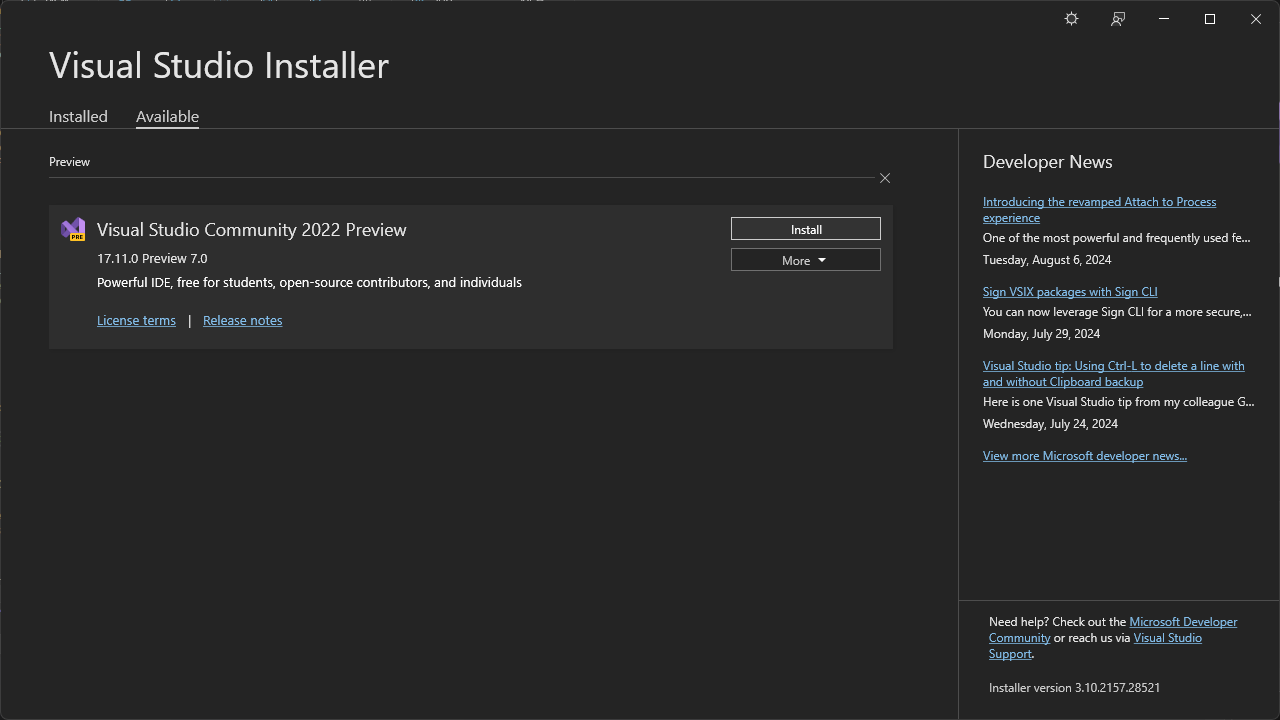 Visual Studio Installer
Installed
Available
Preview
PRE
Visual Studio Community 2022 Preview
17.11.0 Preview 7.0
Powerful IDE, free for students, open-source contributors, and individuals
License terms | Release notes
Install
More
Developer News
Introducing the revamped Attach to Process
experience
One of the most powerful and frequently used fe...
Tuesday, August 6, 2024
Sign VSIX packages with Sign CLI
You can now leverage Sign CLI for a more secure,...
Monday, July 29, 2024
Visual Studio tip: Using Ctrl-L to delete a line with
and without Clipboard backup
Here is one Visual Studio tip from my colleague G...
Wednesday, July 24, 2024
View more Microsoft developer news...
Need help? Check out the Microsoft Developer
Community or reach us via Visual Studio
Support.
Installer version 3.10.2157.28521